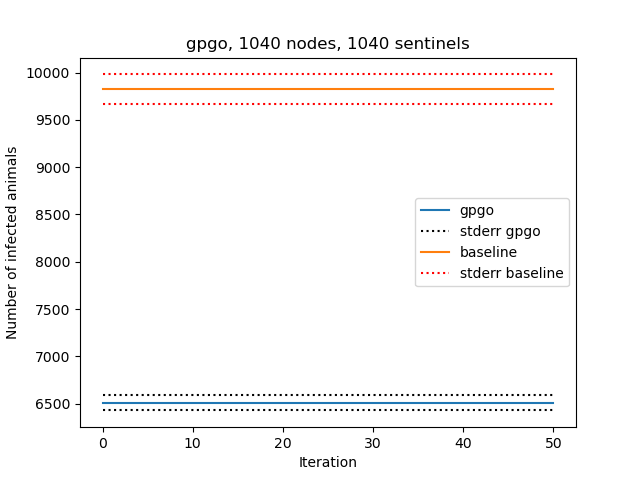 gpgo, 1040 nodes, 1040 sentinels
10000
9500
9000
8500
8000
7500
7000
6500
Number of infected animals
gpgo
stderr gpgo
baseline
stderr baseline
0 10 20 30 40 50
Iteration